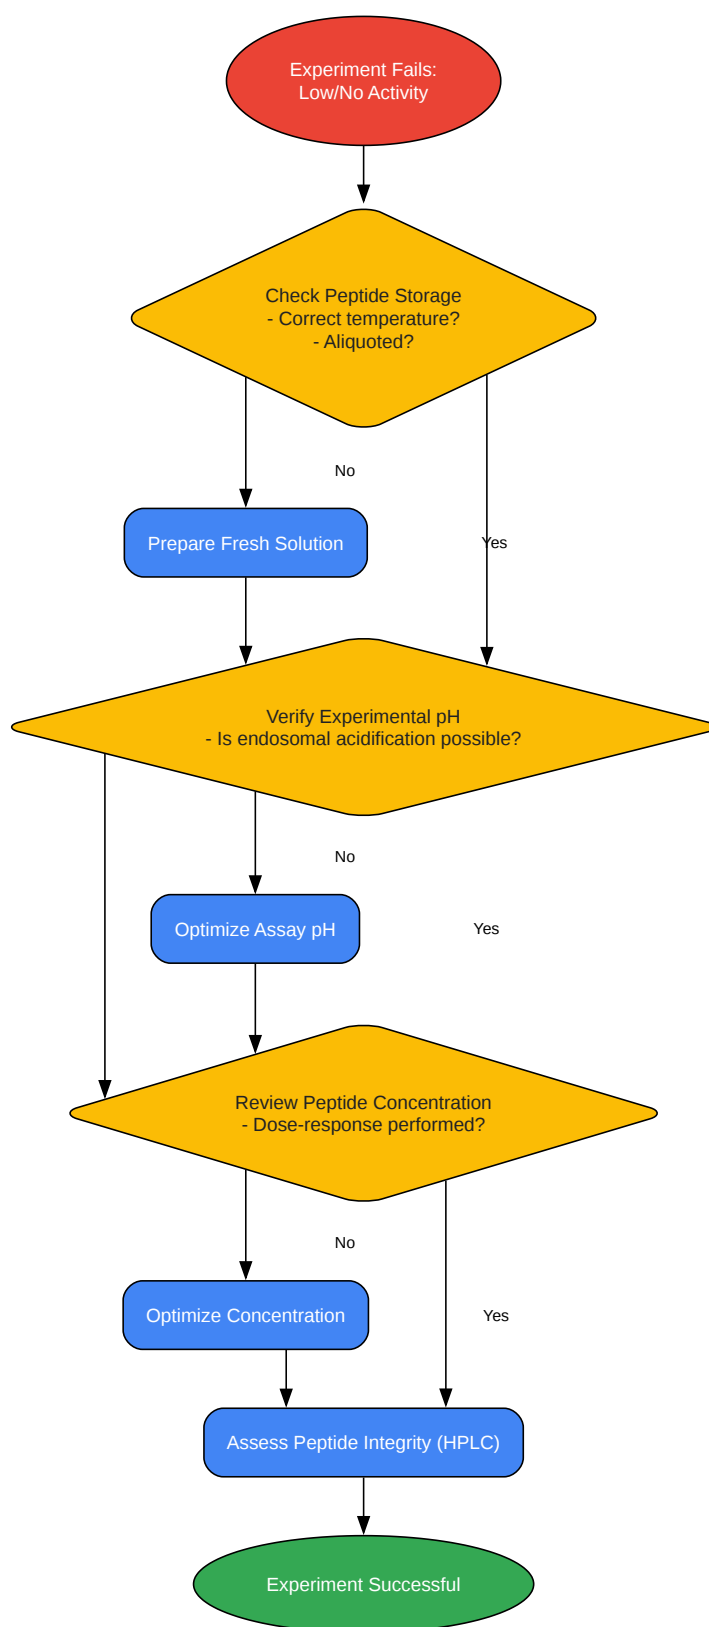 Experiment Fails:
Low/No Activity
Check Peptide Storage
- Correct temperature?
- Aliquoted?
No
Prepare Fresh Solution
Yes
Verify Experimental pH
- Is endosomal acidification possible?
No
Optimize Assay pH
Yes
Review Peptide Concentration
- Dose-response performed?
No
Optimize Concentration
Yes
Assess Peptide Integrity (HPLC)
Experiment Successful